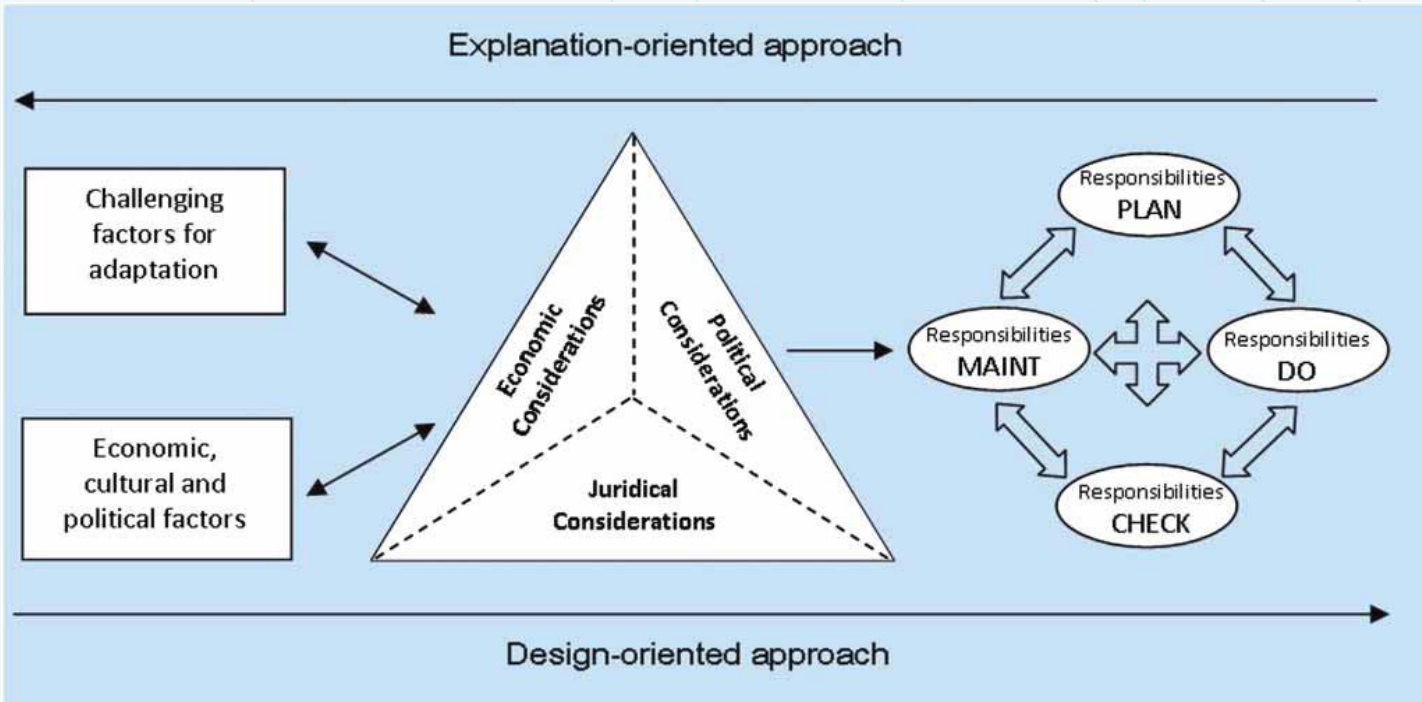 Explanation-oriented approach
Challenging
factors for
adaptation
Economic,
cultural and
political factors
Economic
Considerations
Political
Considerations
Juridical
Considerations
Responsibilities
PLAN
Responsibilities
MAINT
Responsibilities
DO
Responsibilities
CHECK
Design-oriented approach